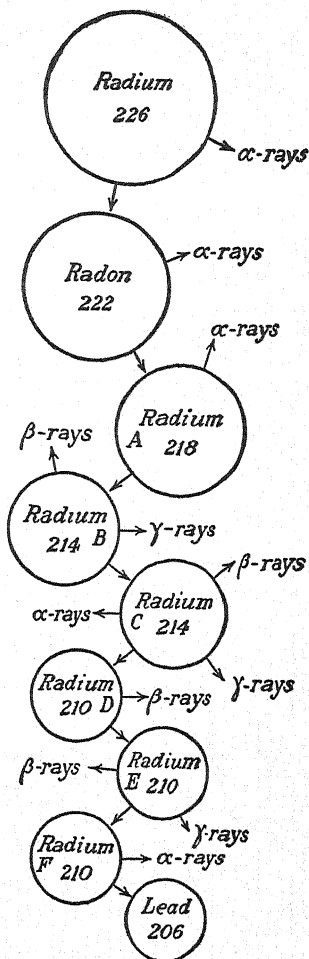 Radium
226
α-rays
Radon
222
α-rays
α-rays
Radium
A 218
β-rays
Radium
214 B
γ-rays
β-rays
Radium
C 214
α-rays
γ-rays
Radium
210 D
β-rays
Radium
E 210
β-rays
γ-rays
Radium
F 210
α-rays
Lead
206